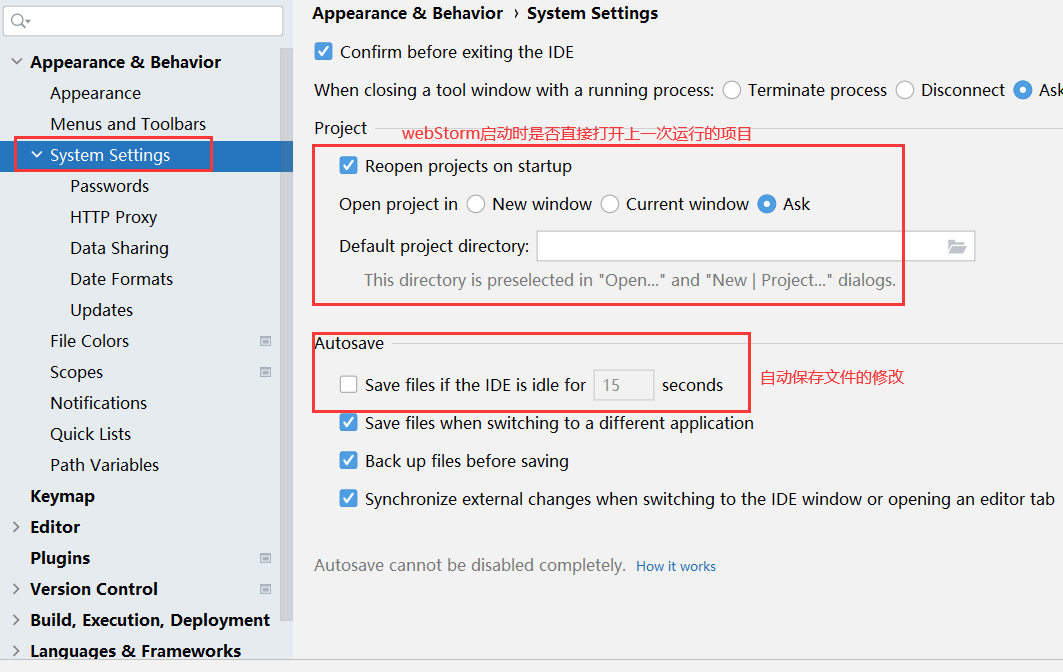 Appearance & Behavior › System Settings
Appearance & Behavior
Appearance
Menus and Toolbars
System Settings
Passwords
HTTP Proxy
Data Sharing
Date Formats
Updates
File Colors
Scopes
Notifications
Quick Lists
Path Variables
Keymap
Editor
Plugins
Version Control
Build, Execution, Deployment
Languages & Frameworks
Confirm before exiting the IDE
When closing a tool window with a running process: Terminate process Disconnect Ask
Project
webStorm启动时是否直接打开上一次运行的项目
Reopen projects on startup
Open project in New window Current window Ask
Default project directory:
This directory is preselected in "Open..." and "New | Project..." dialogs.
Autosave
Save files if the IDE is idle for 15 seconds
自动保存文件的修改
Save files when switching to a different application
Back up files before saving
Synchronize external changes when switching to the IDE window or opening an editor tab
Autosave cannot be disabled completely. How it works